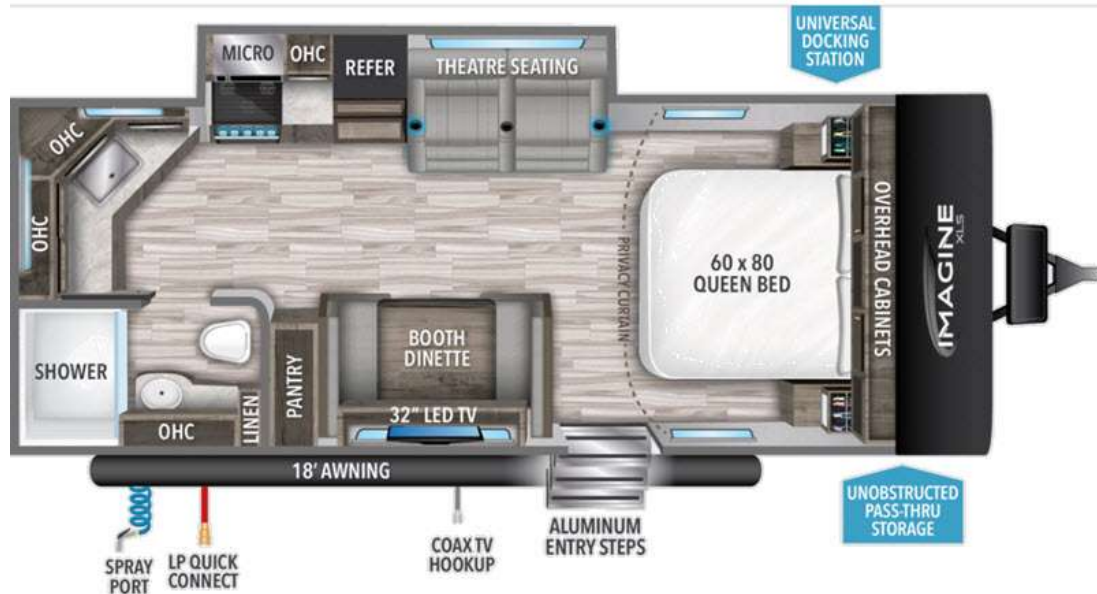 UNIVERSAL
DOCKING
STATION
MICRO
OHC
REFER
THEATRE SEATING
OHC
OHC
PRIVACY CURTAIN
60 x 80
QUEEN BED
OVERHEAD CABINETS
IMAGINE
XLS
SHOWER
OHC
LINEN
PANTRY
BOOTH
DINETTE
32" LED TV
18' AWNING
UNOBSTRUCTED
PASS-THRU
STORAGE
SPRAY
PORT
LP QUICK
CONNECT
COAX TV
HOOKUP
ALUMINUM
ENTRY STEPS